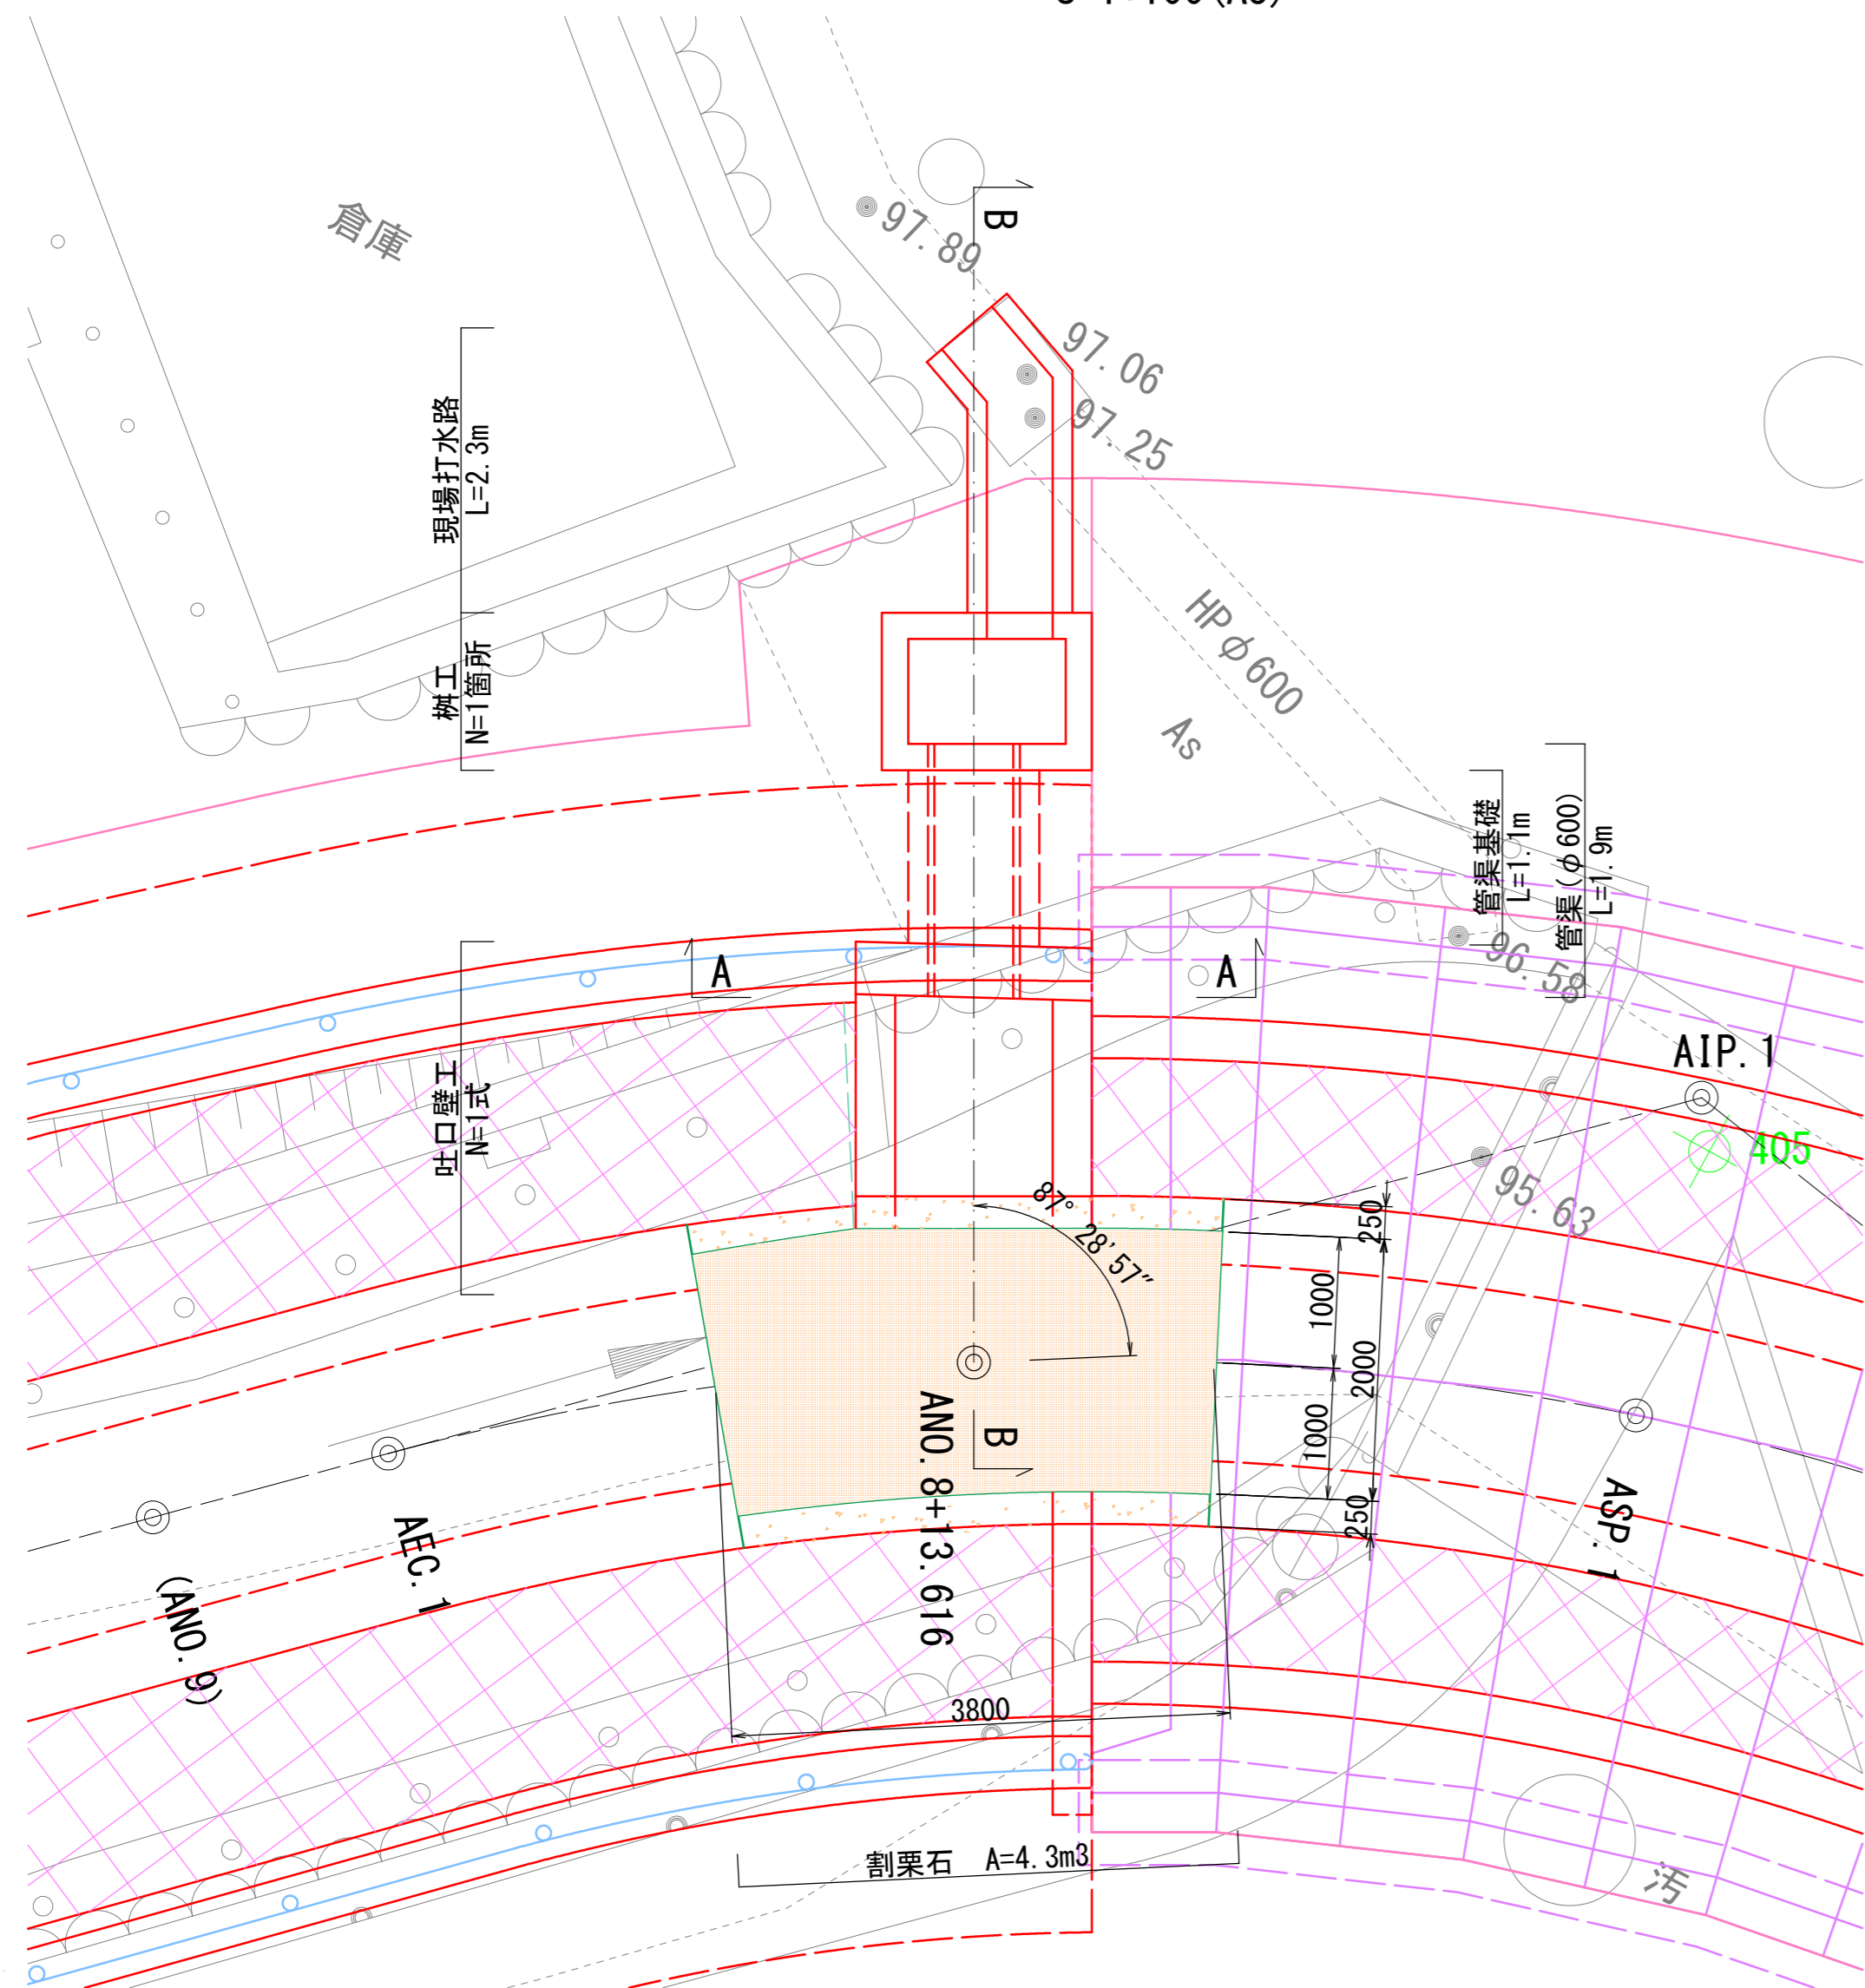 B
97.89
倉庫
97.06
97.25
現場打水路
L=2.3m
HPφ600
桝工
N=1箇所
As
管渠基礎
L=1.1m
管渠(φ600)
L=1.9m
96.58
A
A
AIP.1
405
吐口壁工
N=1式
95.63
87°28'57"
250
1000
2000
1000
250
B
ANO.8+13.616
AEC.1
(ANO.9)
ASP.1
3800
割栗石 A=4.3m3
汚